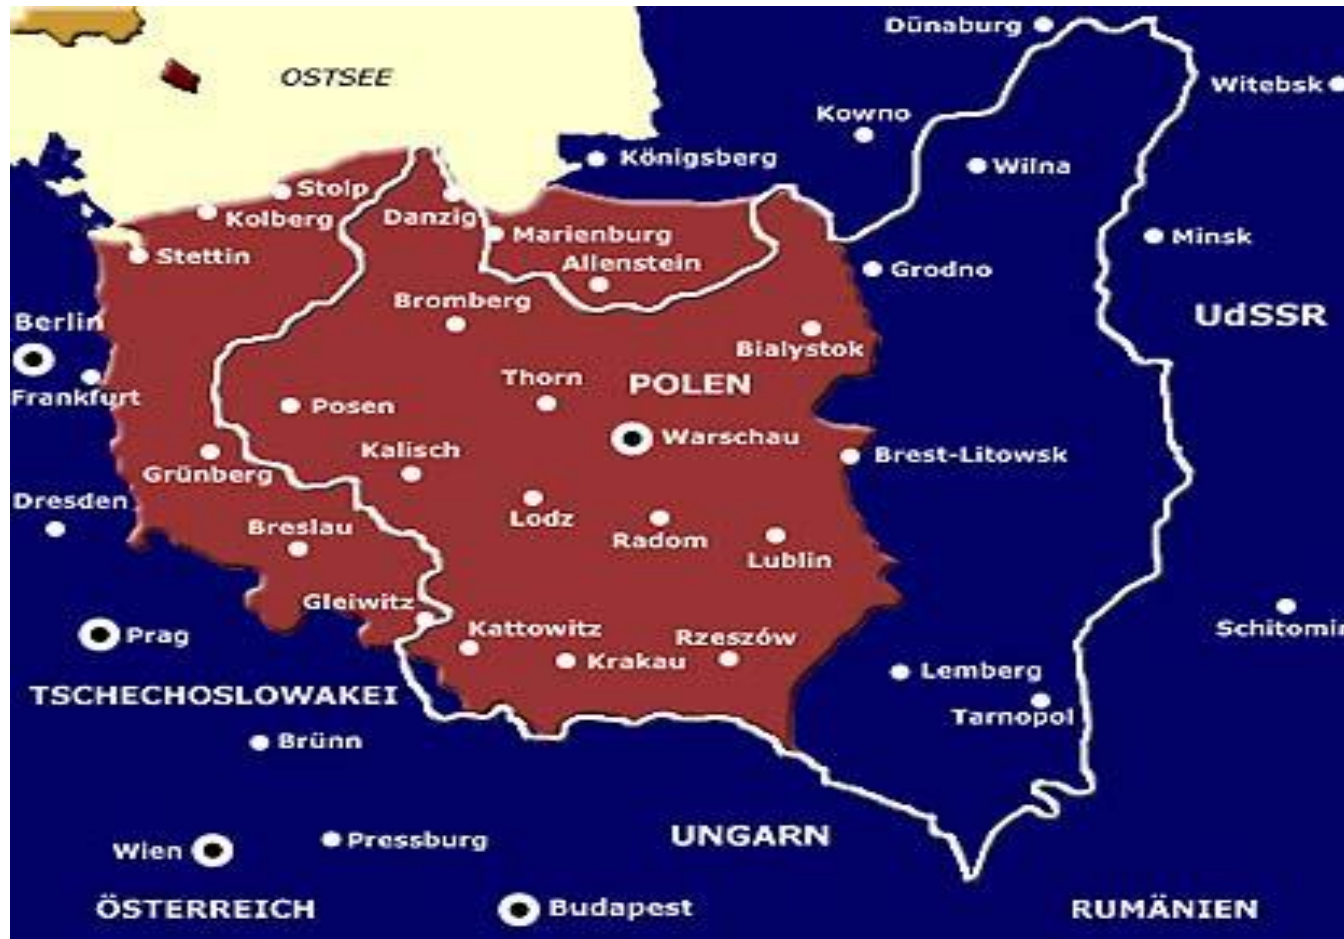 Dünaburg
OSTSEE
Witebsk
Kowno
Königsberg
Wilna
Stolp
Kolberg
Danzig
Marienburg
Minsk
Stettin
Allenstein
Grodno
Bromberg
UdSSR
Berlin
Bialystok
Thorn
POLEN
Frankfurt
Posen
Warschau
Kalisch
Brest-Litowsk
Grünberg
Dresden
Lodz
Breslau
Radom
Lublin
Gleiwitz
Kattowitz
Rzeszów
Schitomir
Prag
Krakau
Lemberg
TSCHECHOSLOWAKEI
Tarnopol
Brünn
UNGARN
Pressburg
Wien
ÖSTERREICH
Budapest
RUMÄNIEN